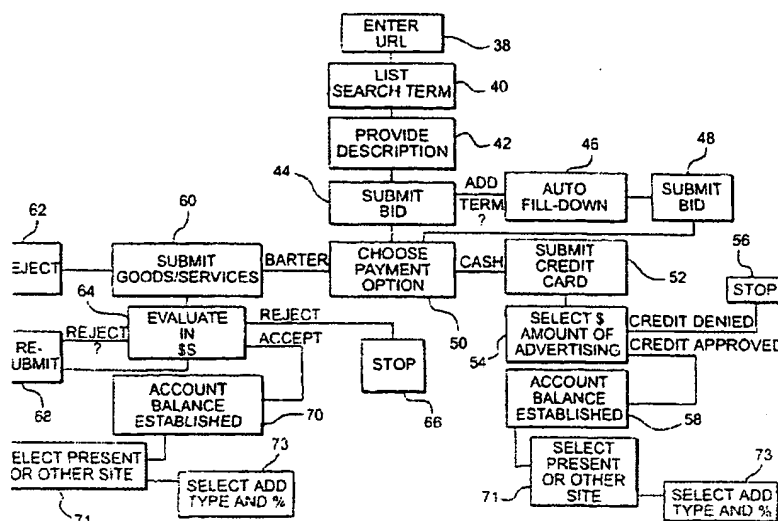 ENTER
URL
38
LIST
SEARCH TERM
40
PROVIDE
DESCRIPTION
42
44
SUBMIT
BID
ADD
TERM
?
46
AUTO
FILL-DOWN
48
SUBMIT
BID
62
EJECT
60
SUBMIT
GOODS/SERVICES
BARTER
CHOOSE
PAYMENT
OPTION
50
CASH
SUBMIT
CREDIT
CARD
52
56
STOP
64
EVALUATE
IN
$S
REJECT
ACCEPT
REJECT
?
RE-
SUBMIT
68
STOP
66
SELECT $
AMOUNT OF
ADVERTISING
54
CREDIT DENIED
CREDIT APPROVED
ACCOUNT
BALANCE
ESTABLISHED
70
ACCOUNT
BALANCE
ESTABLISHED
58
ELECT PRESENT
OR OTHER SITE
71
73
SELECT ADD
TYPE AND %
SELECT
PRESENT
OR OTHER
SITE
71
73
SELECT ADD
TYPE AND %